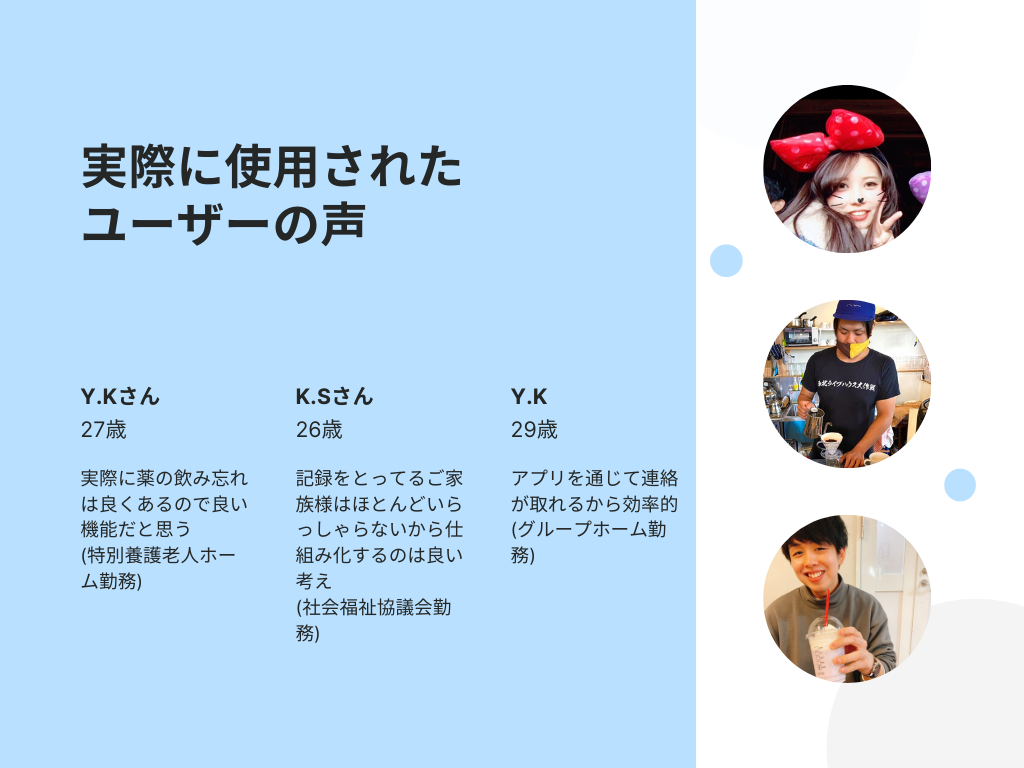 実際に使用された
ユーザーの声
Y.Kさん
27歳
実際に薬の飲み忘れ
は良くあるので良い
機能だと思う
(特別養護老人ホー
ム勤務)
K.Sさん
26歳
記録をとってるご家
族様はほとんどいら
っしゃらないから仕
組み化するのは良い
考え
(社会福祉協議会勤
務)
Y.K
29歳
アプリを通じて連絡
が取れるから効率的
(グループホーム勤
務)